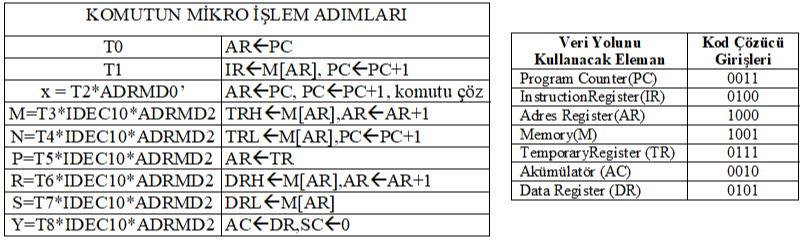 KOMUTUN MİKRO İŞLEM ADIMLARI
T0 AR🡨PC
T1 IR🡨M[AR], PC🡨PC+1
x = T2*ADRMD0’ AR🡨PC, PC🡨PC+1, komutu çöz
M=T3*IDEC10*ADRMD2 TRH🡨M[AR],AR🡨AR+1
N=T4*IDEC10*ADRMD2 TRL🡨M[AR],PC🡨PC+1
P=T5*IDEC10*ADRMD2 AR🡨TR
R=T6*IDEC10*ADRMD2 DRH🡨M[AR],AR🡨AR+1
S=T7*IDEC10*ADRMD2 DRL🡨M[AR]
Y=T8*IDEC10*ADRMD2 AC🡨DR,SC🡨0
Veri Yolunu Kod Çözücü
Kullanacak Eleman Girişleri
Program Counter(PC) 0011
InstructionRegister(IR) 0100
Adres Register(AR) 1000
Memory(M) 1001
TemporaryRegister (TR) 0111
Akümülatör (AC) 0010
Data Register (DR) 0101